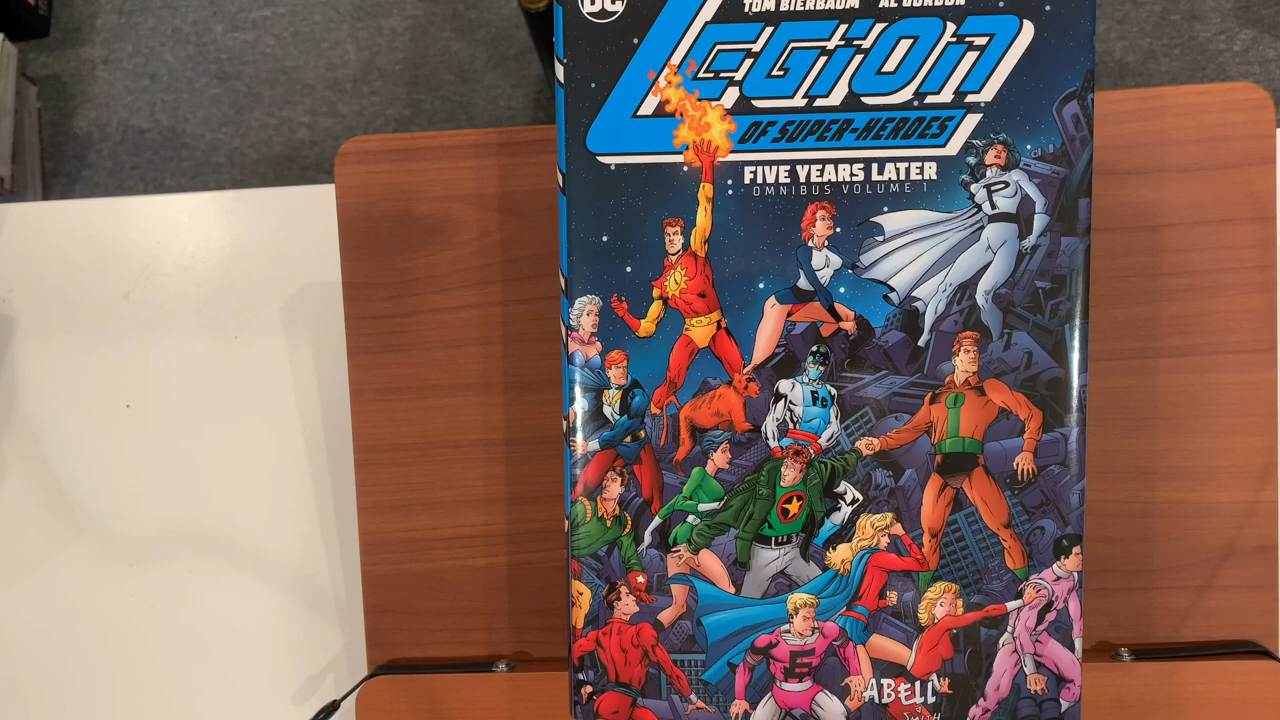 DC
TOM BIERBAUM AL GORDON
LEGION
OF SUPER-HEROES
FIVE YEARS LATER
OMNIBUS VOLUME 1
P
Fe
E
ABELL
& SMITH